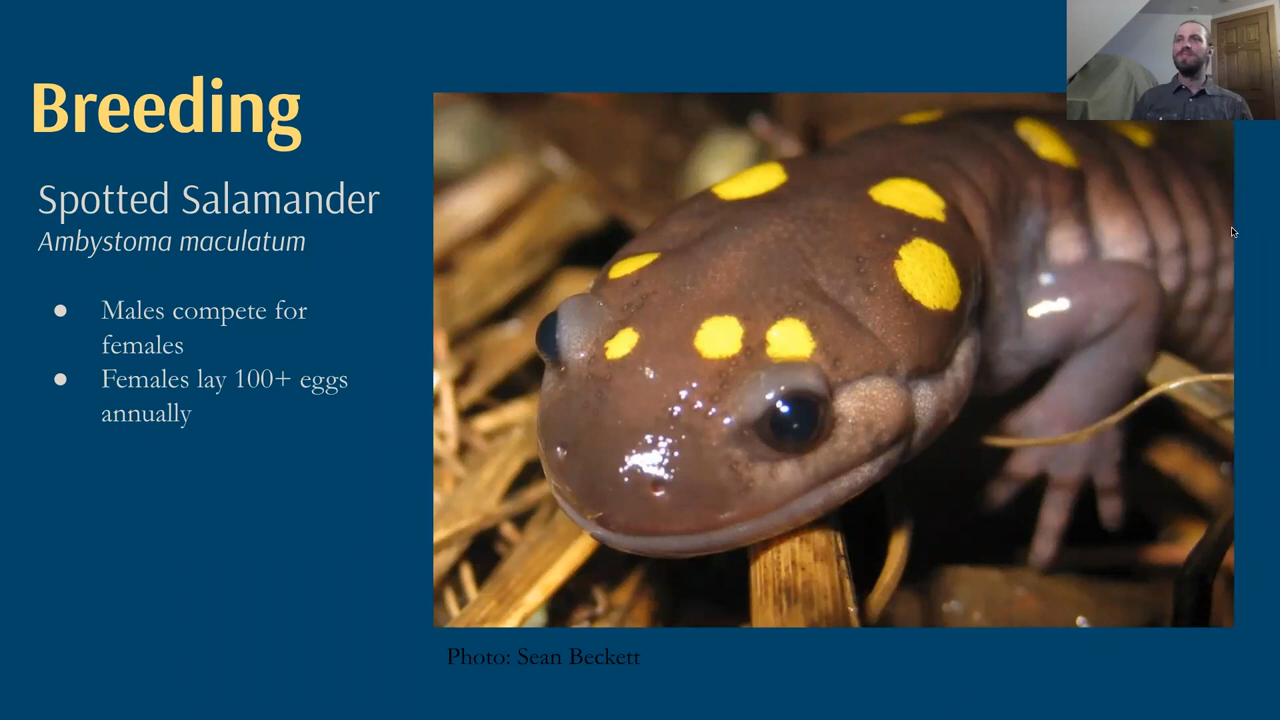 Breeding
Spotted Salamander
Ambystoma maculatum
● Males compete for
females
● Females lay 100+ eggs
annually
Photo: Sean Beckett